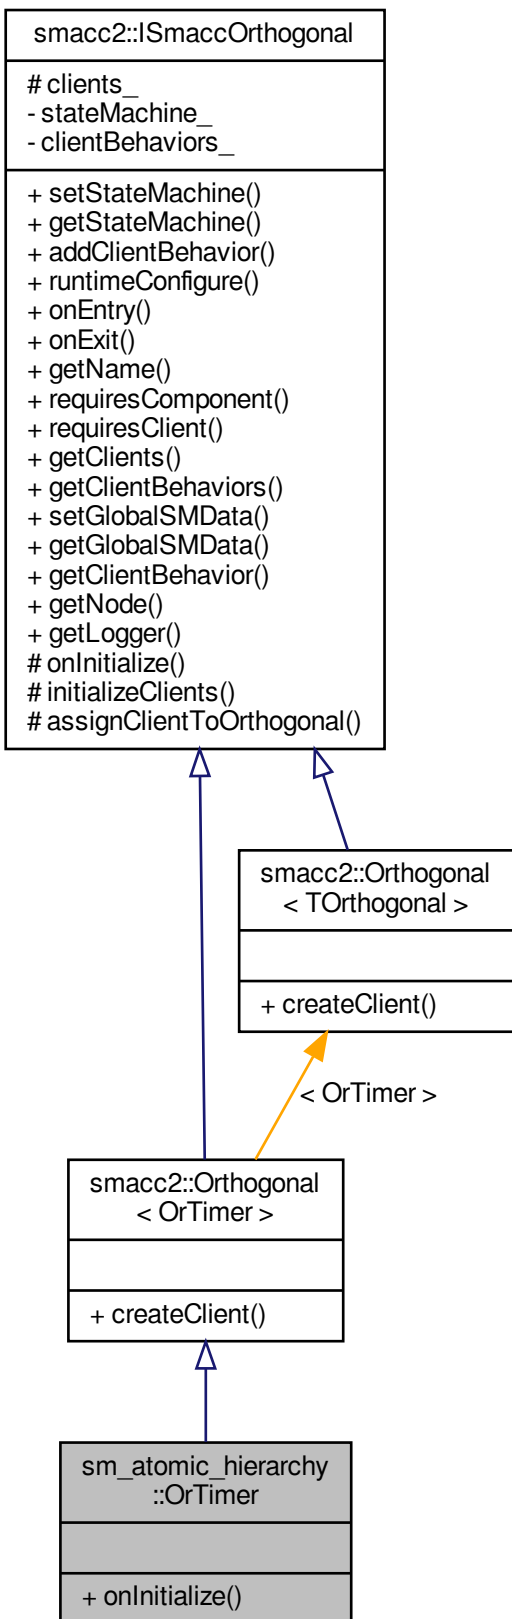 smacc2::ISmaccOrthogonal
# clients_
- stateMachine_
- clientBehaviors_
+ setStateMachine()
+ getStateMachine()
+ addClientBehavior()
+ runtimeConfigure()
+ onEntry()
+ onExit()
+ getName()
+ requiresComponent()
+ requiresClient()
+ getClients()
+ getClientBehaviors()
+ setGlobalSMData()
+ getGlobalSMData()
+ getClientBehavior()
+ getNode()
+ getLogger()
# onInitialize()
# initializeClients()
# assignClientToOrthogonal()
smacc2::Orthogonal
< TOrthogonal >
+ createClient()
< OrTimer >
smacc2::Orthogonal
< OrTimer >
+ createClient()
sm_atomic_hierarchy
::OrTimer
+ onInitialize()